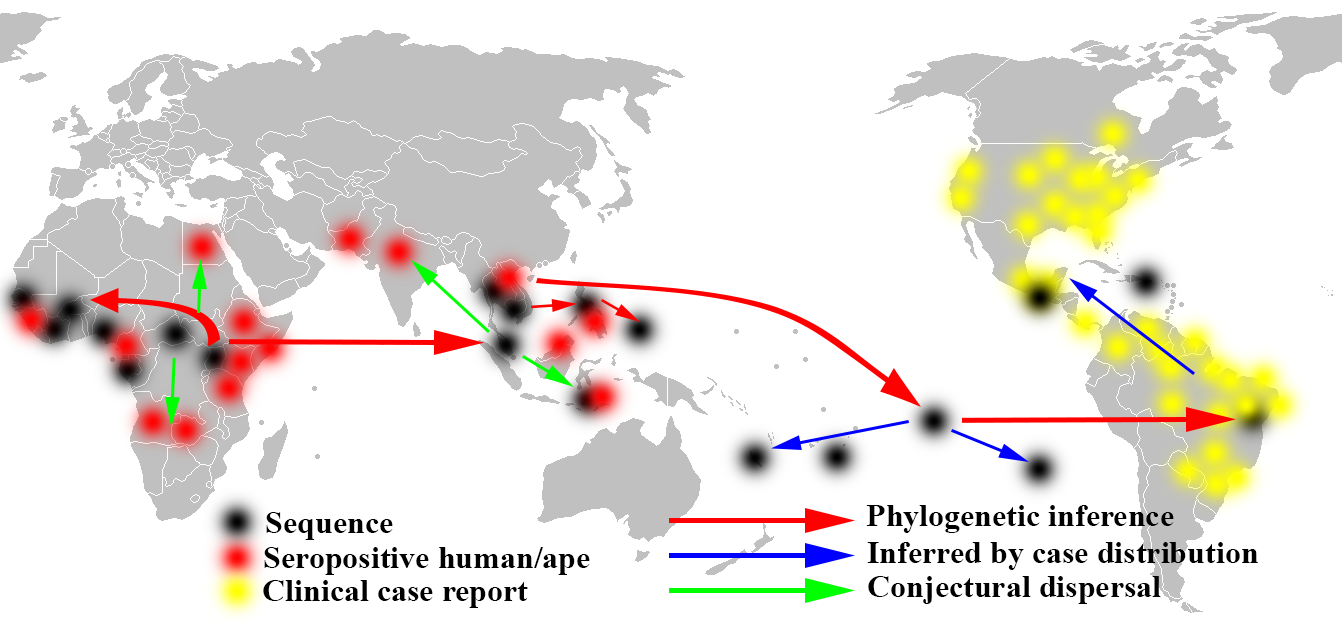 Sequence
Seropositive human/ape
Clinical case report
Phylogenetic inference
Inferred by case distribution
Conjectural dispersal